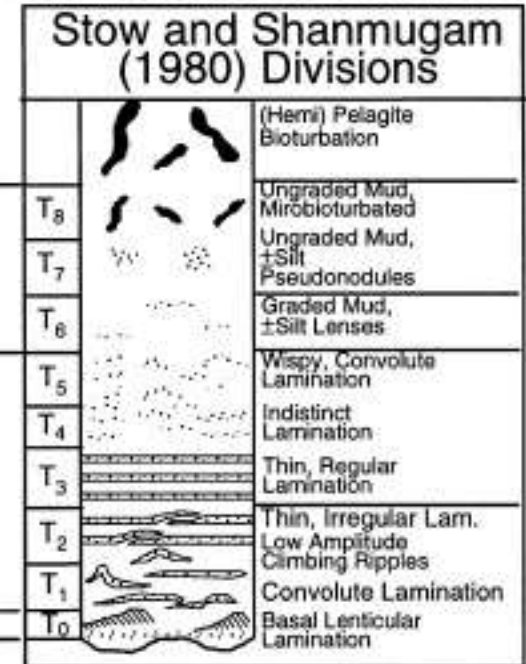 Stow and Shanmugam
(1980) Divisions
(Hemi) Pelagite
Bioturbation
T8
Ungraded Mud,
Mirobioturbated
T7
Ungraded Mud,
±Silt
Pseudonodules
T6
Graded Mud,
±Silt Lenses
T5
Wispy, Convolute
Lamination
T4
Indistinct
Lamination
T3
Thin, Regular
Lamination
T2
Thin, Irregular Lam.
Low Amplitude
Climbing Ripples
T1
Convolute Lamination
T0
Basal Lenticular
Lamination